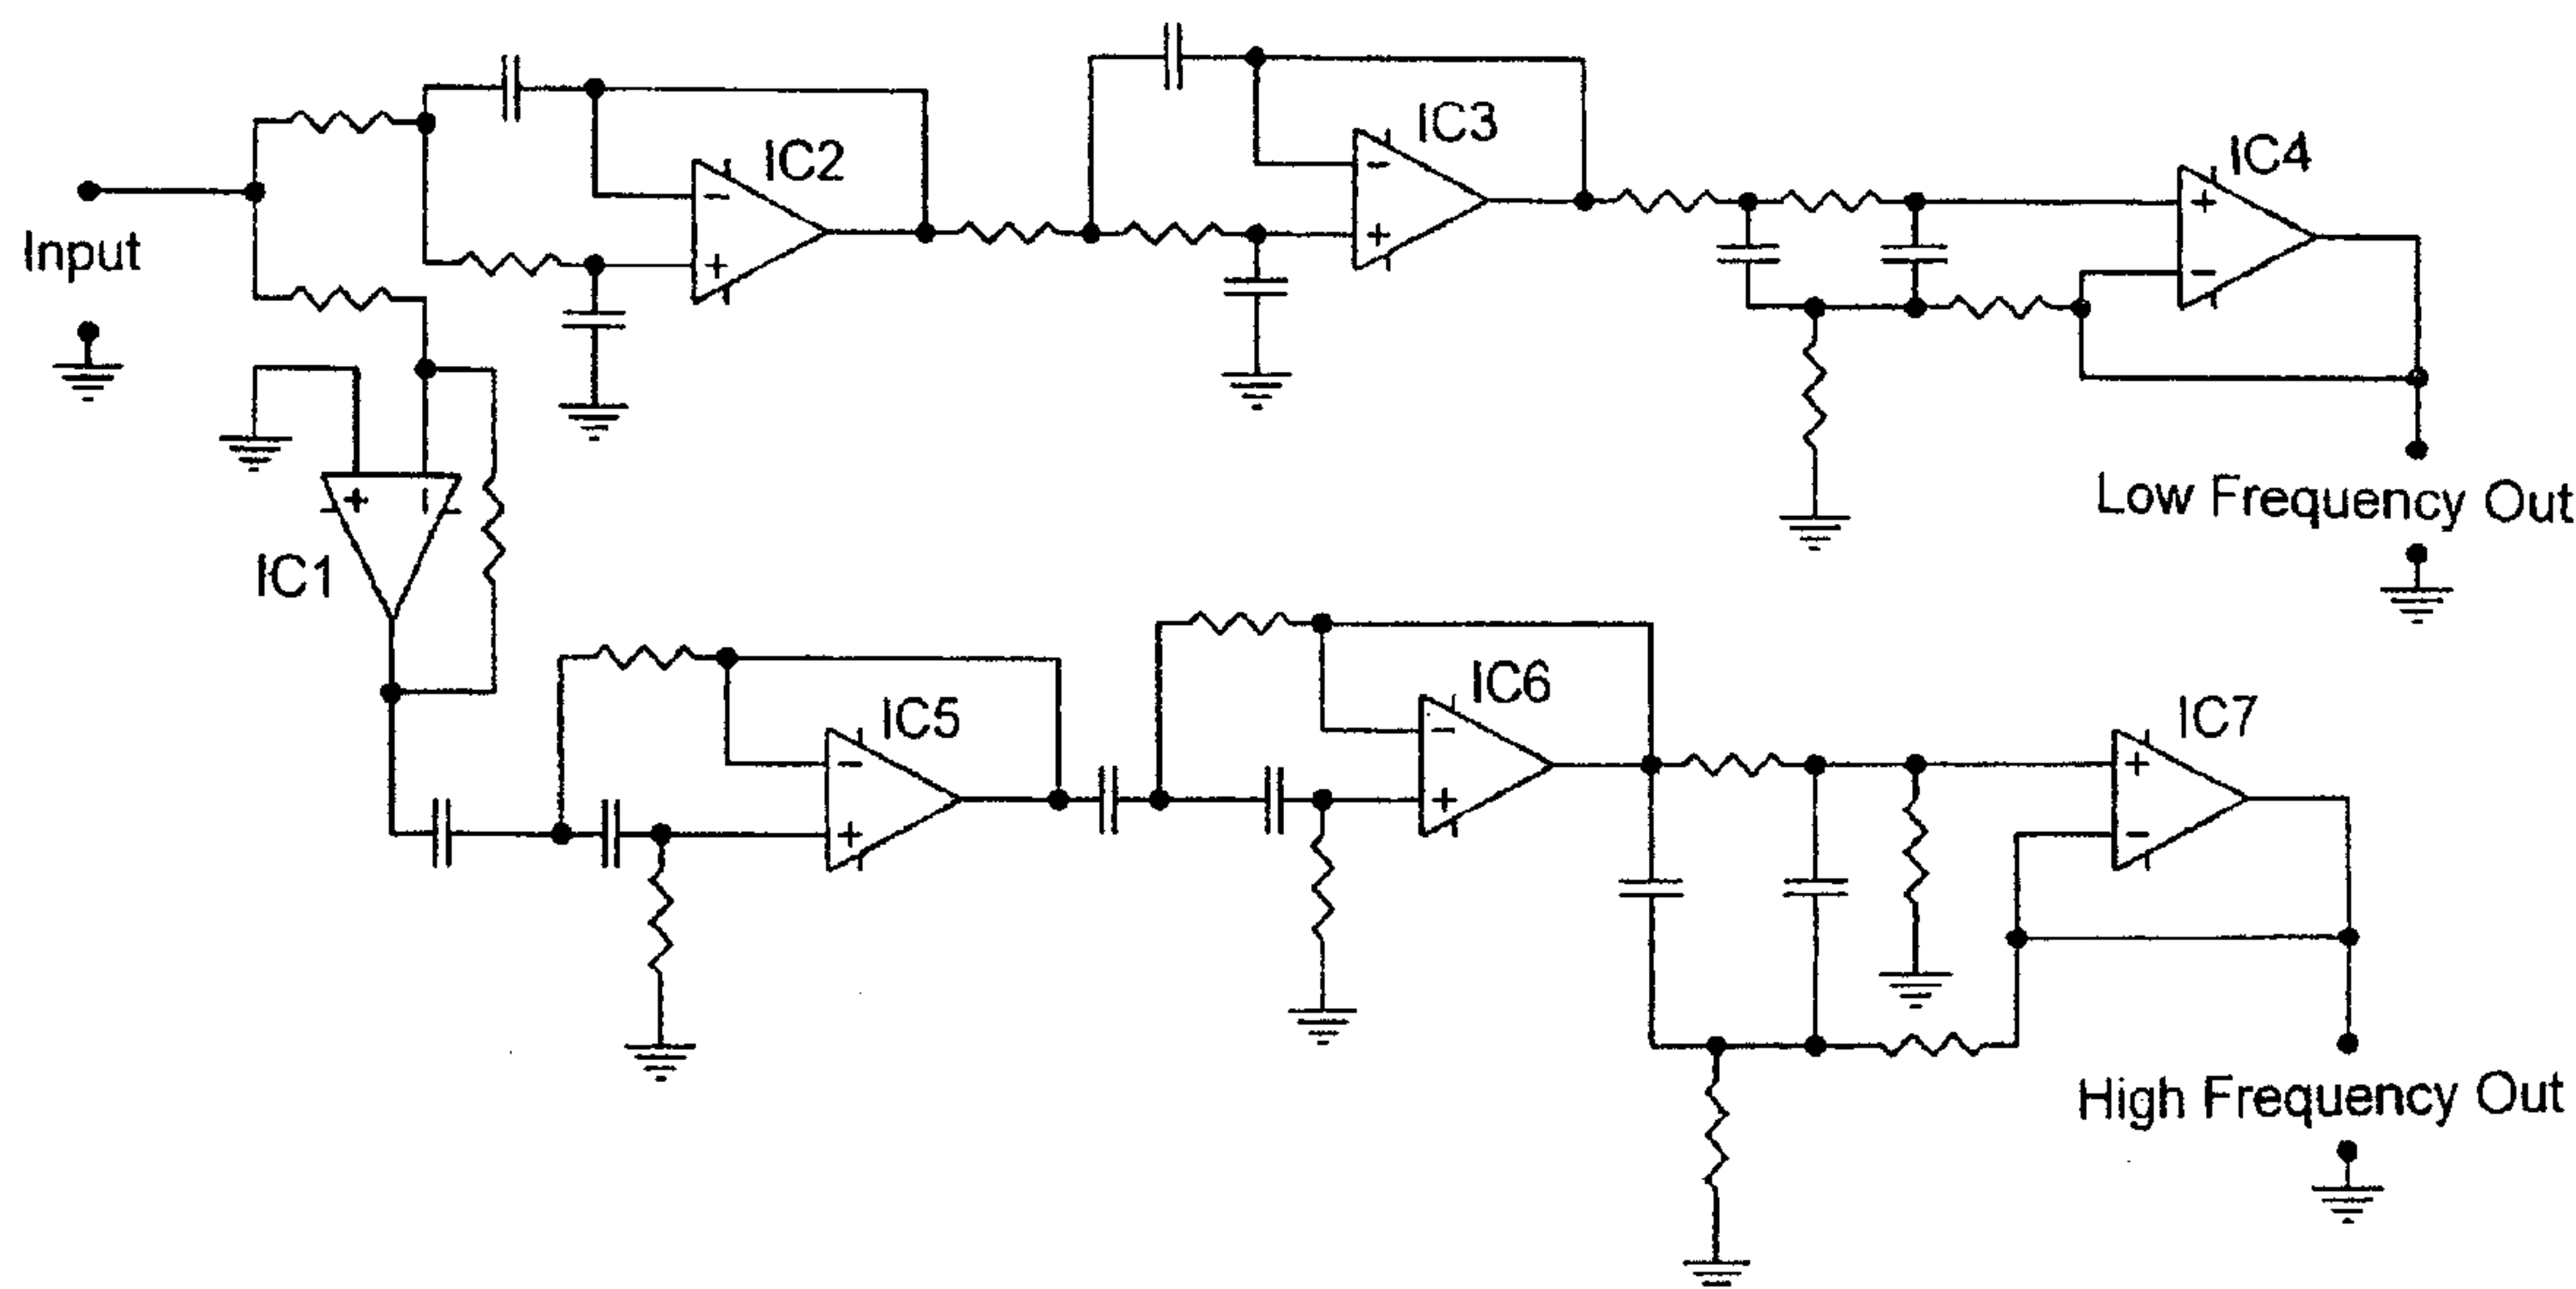 Input
IC2
-
+
IC3
-
+
IC4
+
-
Low Frequency Out
IC1
+
-
IC5
-
+
IC6
-
+
IC7
+
-
High Frequency Out